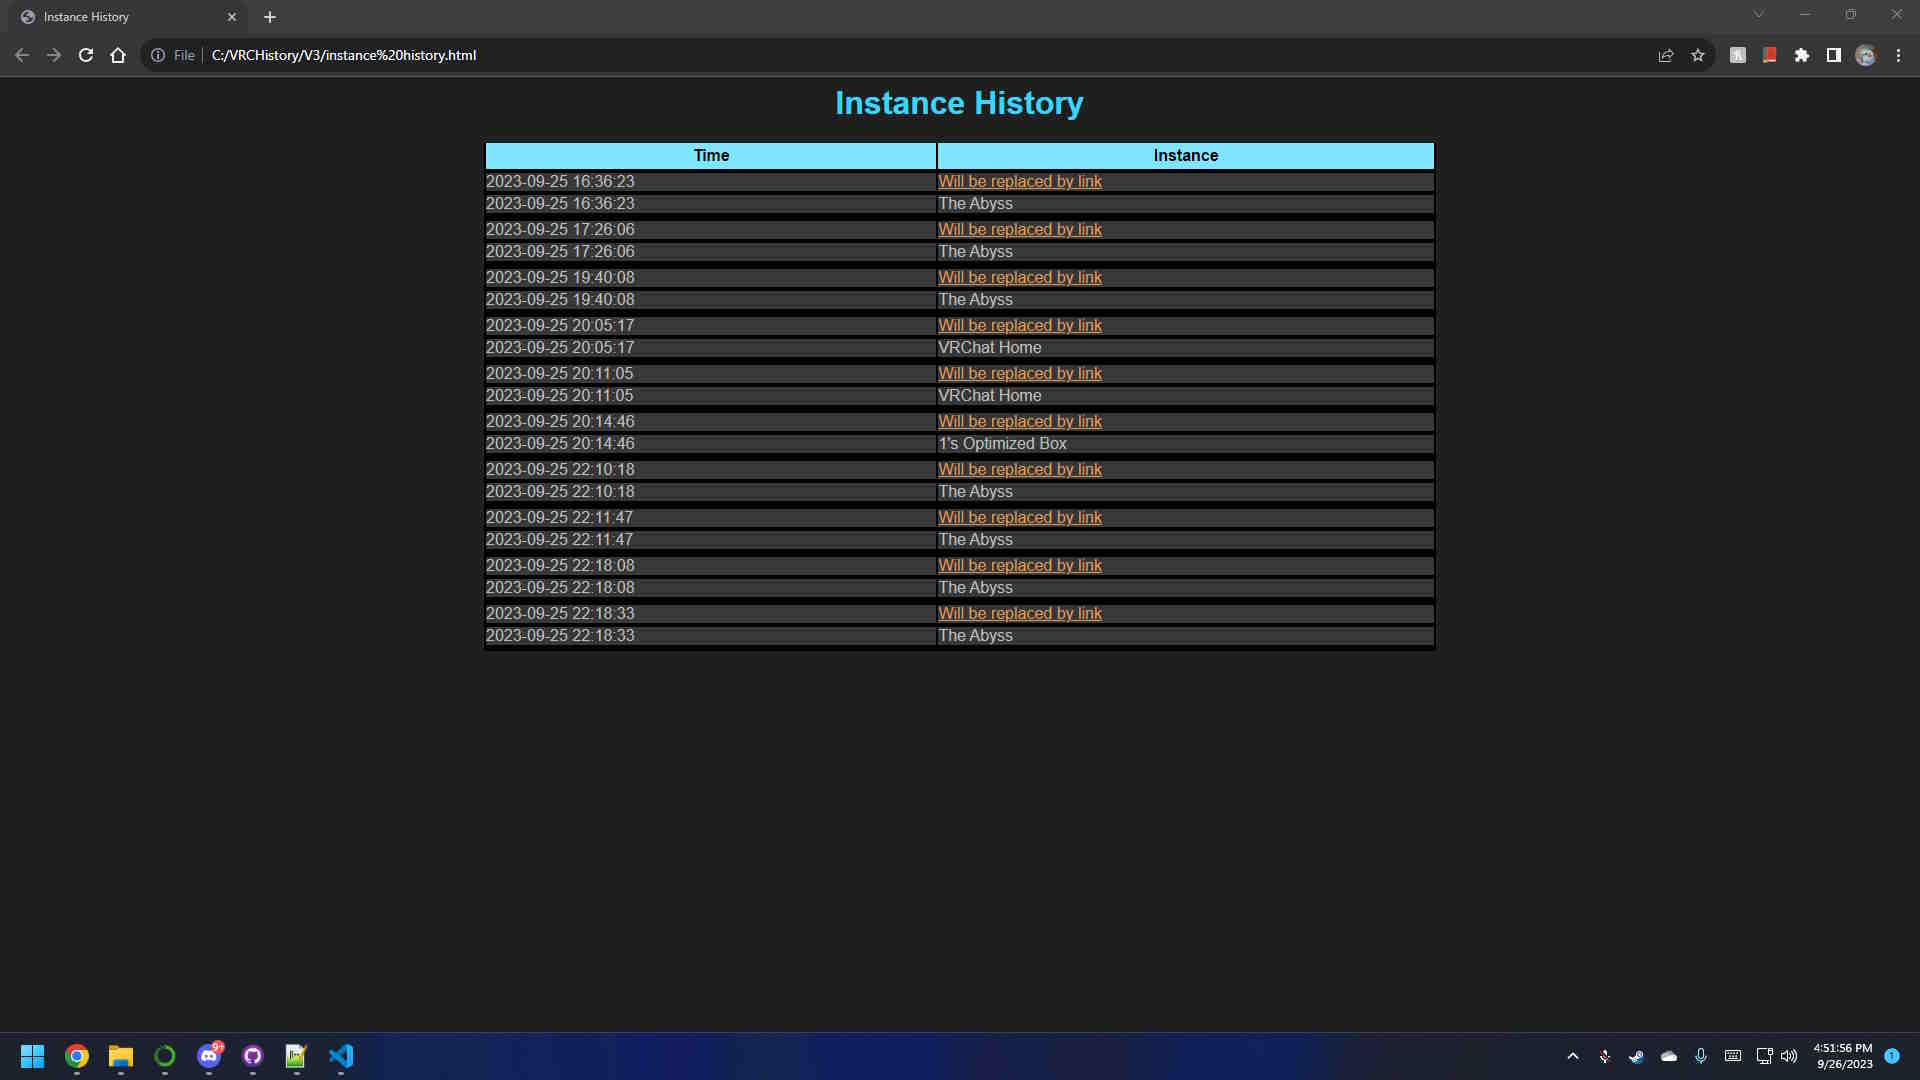 Instance History
File C:/VRCHistory/V3/instance%20history.html
Instance History
Time Instance
2023-09-25 16:36:23 Will be replaced by link
2023-09-25 16:36:23 The Abyss
2023-09-25 17:26:06 Will be replaced by link
2023-09-25 17:26:06 The Abyss
2023-09-25 19:40:08 Will be replaced by link
2023-09-25 19:40:08 The Abyss
2023-09-25 20:05:17 Will be replaced by link
2023-09-25 20:05:17 VRChat Home
2023-09-25 20:11:05 Will be replaced by link
2023-09-25 20:11:05 VRChat Home
2023-09-25 20:14:46 Will be replaced by link
2023-09-25 20:14:46 1's Optimized Box
2023-09-25 22:10:18 Will be replaced by link
2023-09-25 22:10:18 The Abyss
2023-09-25 22:11:47 Will be replaced by link
2023-09-25 22:11:47 The Abyss
2023-09-25 22:18:08 Will be replaced by link
2023-09-25 22:18:08 The Abyss
2023-09-25 22:18:33 Will be replaced by link
2023-09-25 22:18:33 The Abyss
9+
4:51:56 PM
9/26/2023
1